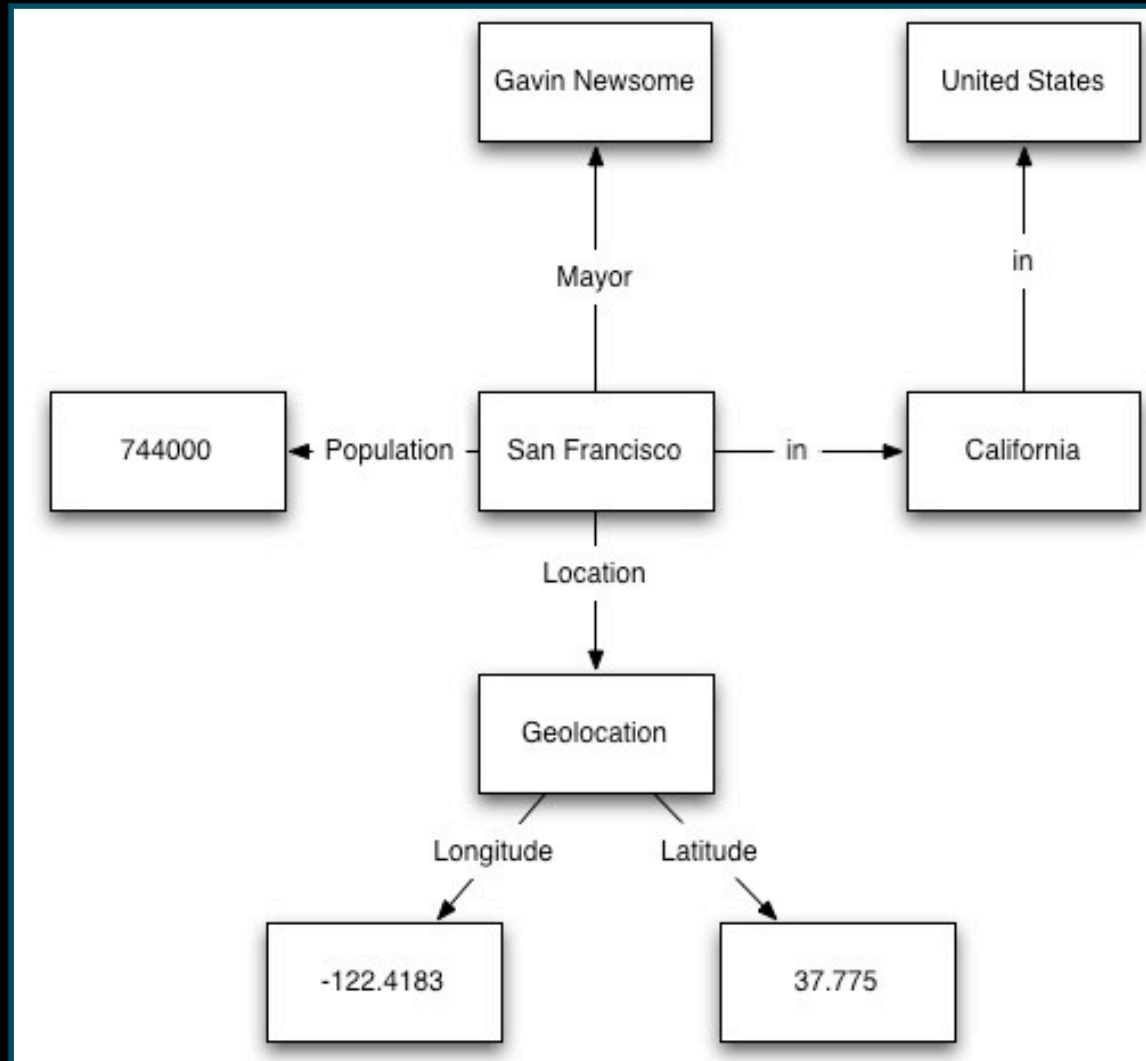 Gavin Newsome
United States
Mayor
in
744000
Population
San Francisco
in
California
Location
Geolocation
Longitude
Latitude
-122.4183
37.775